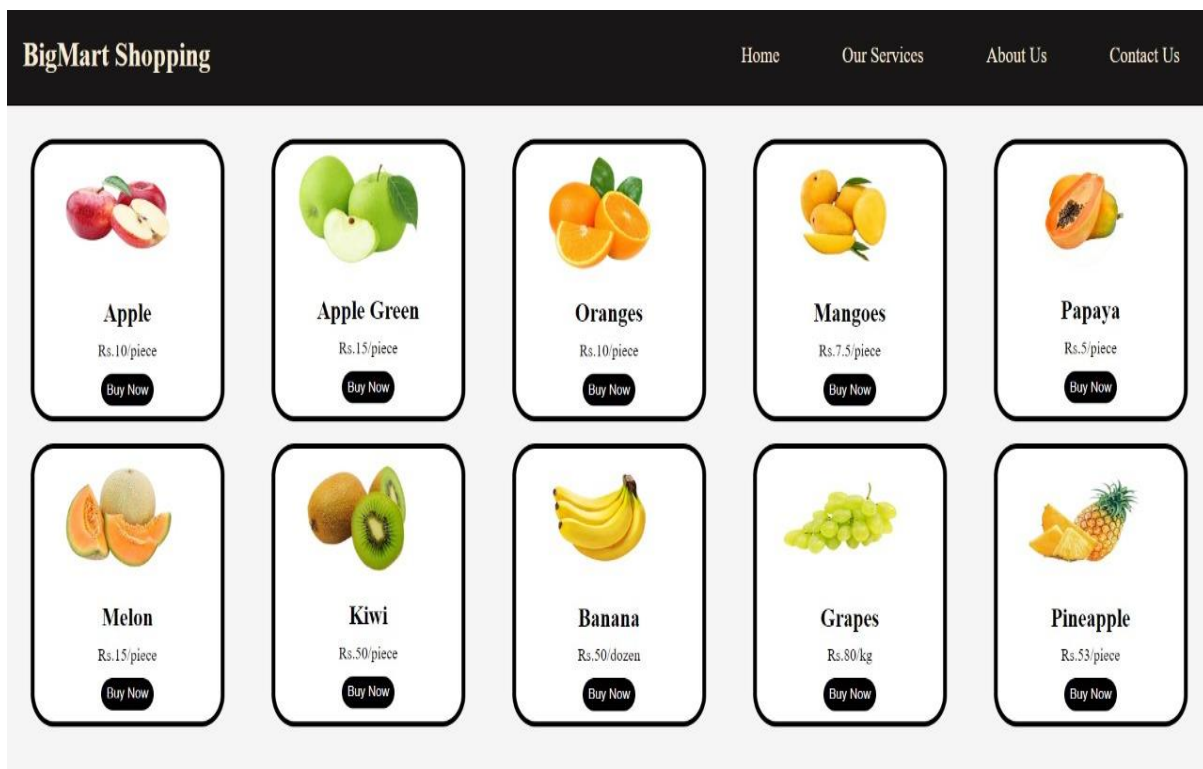 BigMart Shopping
Home Our Services About Us Contact Us
Apple
Rs.10/piece
Buy Now
Apple Green
Rs.15/piece
Buy Now
Oranges
Rs.10/piece
Buy Now
Mangoes
Rs.7.5/piece
Buy Now
Papaya
Rs.5/piece
Buy Now
Melon
Rs.15/piece
Buy Now
Kiwi
Rs.50/piece
Buy Now
Banana
Rs.50/dozen
Buy Now
Grapes
Rs.80/kg
Buy Now
Pineapple
Rs.53/piece
Buy Now